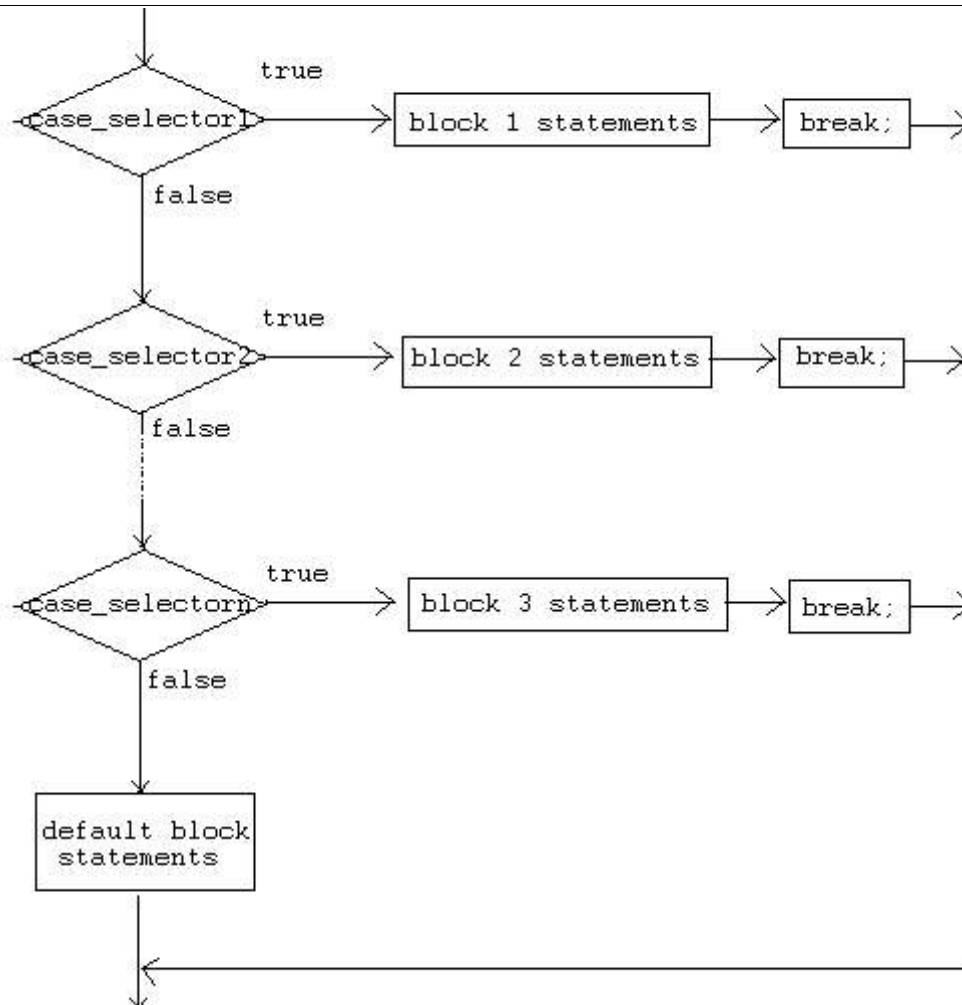 true
case_selector1
block 1 statements
break;
false
true
case_selector2
block 2 statements
break;
false
true
case_selectorn
block 3 statements
break;
false
default block
statements